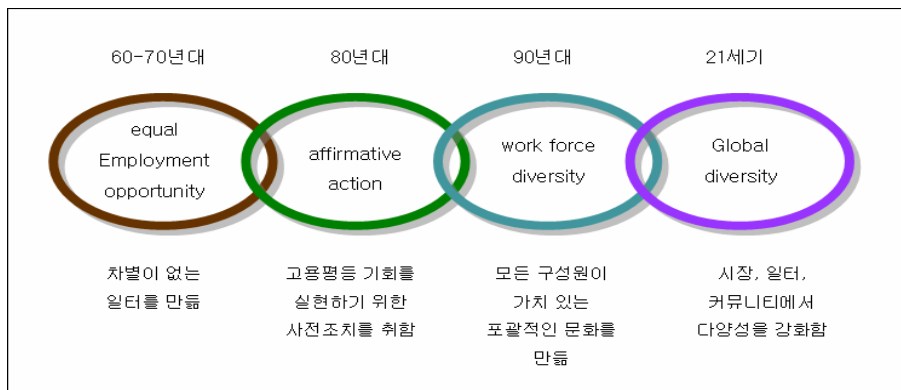 60-70년대
80년대
90년대
21세기
equal
Employment
opportunity
affirmative
action
work force
diversity
Global
diversity
차별이 없는
일터를 만듦
고용평등 기회를
실현하기 위한
사전조치를 취함
모든 구성원이
가치 있는
포괄적인 문화를
만듦
시장, 일터,
커뮤니티에서
다양성을 강화함